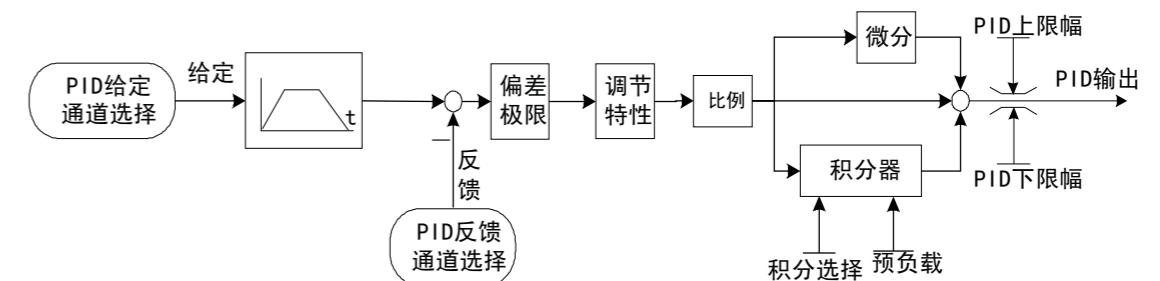 PID给定
通道选择
给定
t
反
馈
PID反馈
通道选择
偏差
极限
调节
特性
比例
微分
积分器
积分选择
预负载
PID上限幅
PID输出
PID下限幅